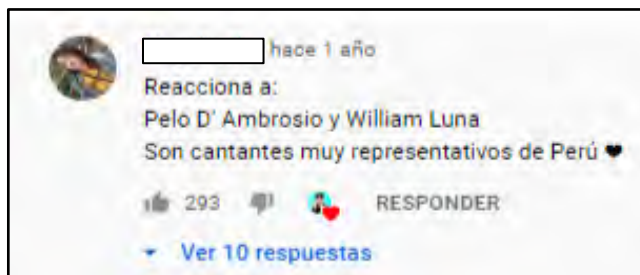 hace 1 año
Reacciona a:
Pelo D' Ambrosio y William Luna
Son cantantes muy representativos de Perú ❤
293 RESPONDER
Ver 10 respuestas